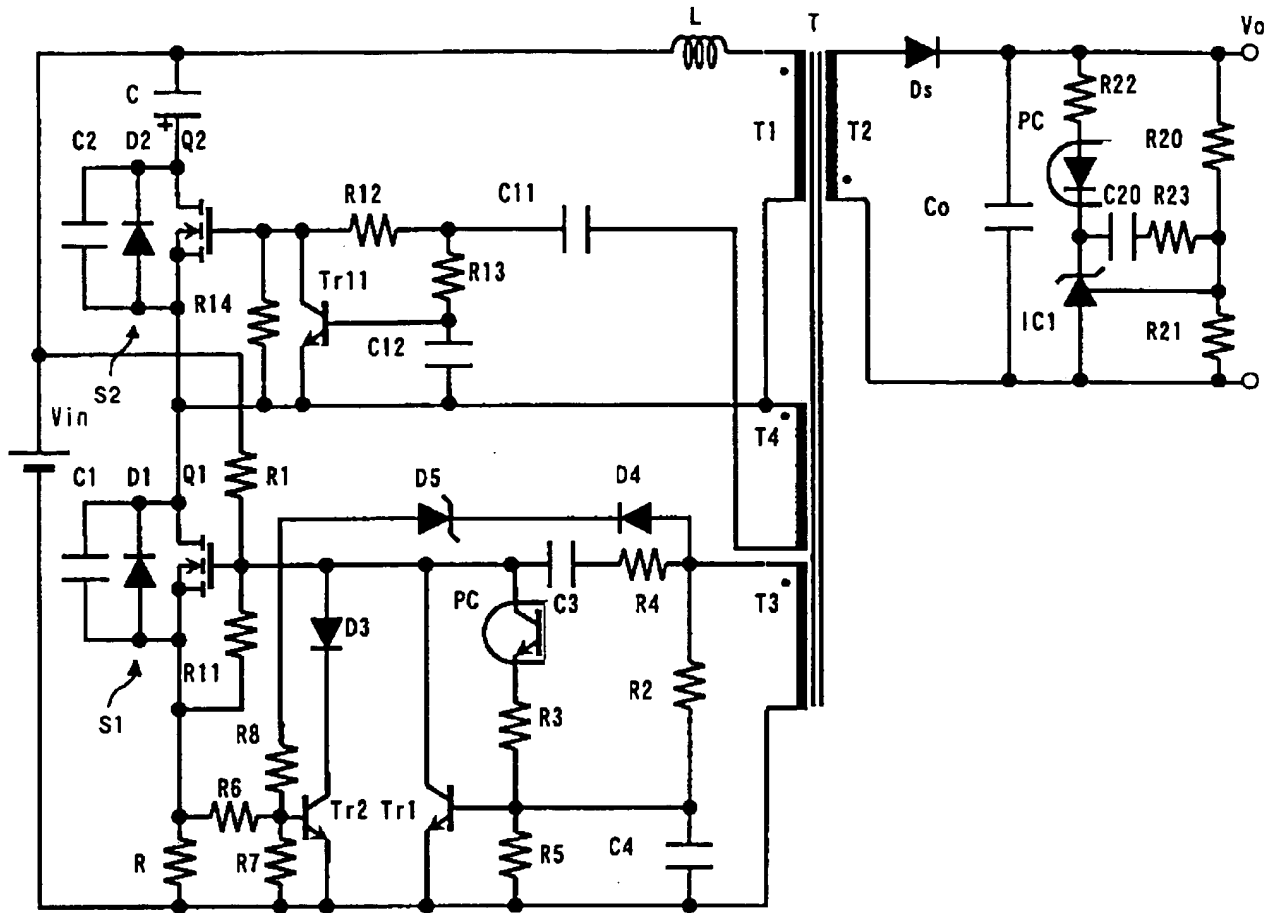 L T Vo
C Ds R22
C2 D2 Q2 PC
T1 T2 R20
R12 C11
Co C20 R23
R13
Tr11
R14
IC1
C12 R21
S2
Vin T4
C1 D1 Q1 R1 D5 D4
PC C3 R4 T3
D3
R11 R2
S1 R3
R8
R6
Tr2 Tr1
R R7 R5 C4
+